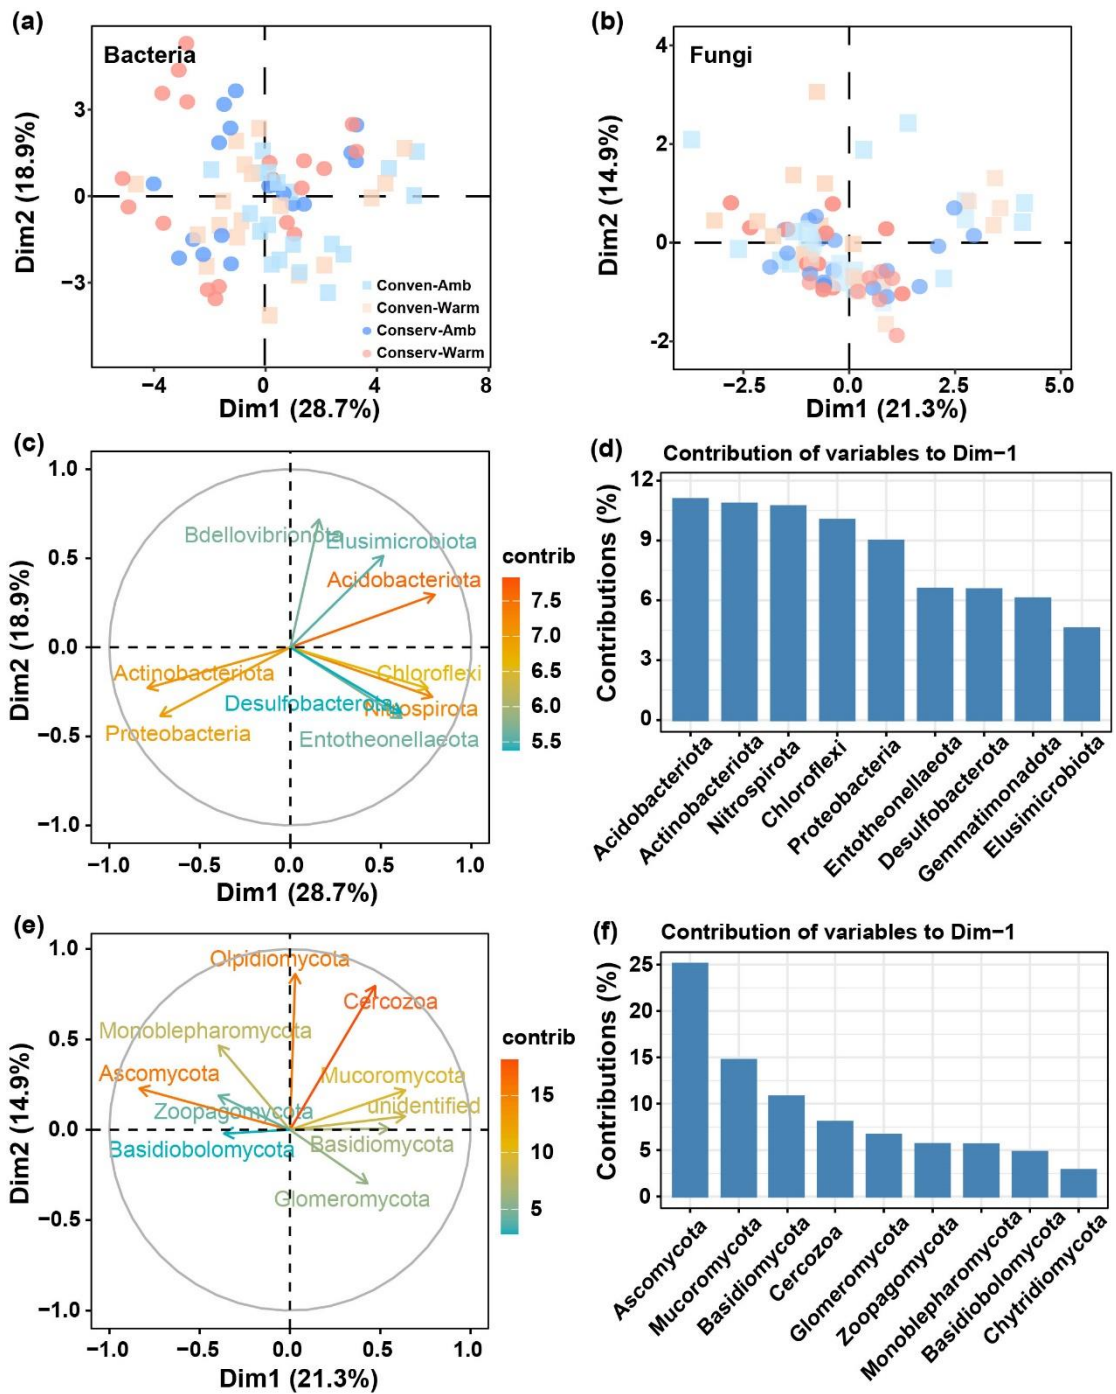 (a)
Bacteria
Dim2 (18.9%)
3
0
−3
Conven-Amb
Conven-Warm
Conserv-Amb
Conserv-Warm
−4
0
4
8
Dim1 (28.7%)
(b)
Fungi
Dim2 (14.9%)
4
2
0
-2
−2.5
0.0
2.5
5.0
Dim1 (21.3%)
(c)
Dim2 (18.9%)
1.0
0.5
0.0
−0.5
−1.0
Bdellovibrionota
Elusimicrobiota
Acidobacteriota
Actinobacteriota
Chloroflexi
Desulfobacterota
Nitrospirota
Proteobacteria
Entotheonellaeota
−1.0
−0.5
0.0
0.5
1.0
Dim1 (28.7%)
contrib
7.5
7.0
6.5
6.0
5.5
(d)
Contribution of variables to Dim−1
Contributions (%)
12
9
6
3
0
Acidobacteriota
Actinobacteriota
Nitrospirota
Chloroflexi
Proteobacteria
Entotheonellaeota
Desulfobacterota
Gemmatimonadota
Elusimicrobiota
(e)
Dim2 (14.9%)
1.0
0.5
0.0
−0.5
−1.0
Olpidiomycota
Cercozoa
Monoblepharomycota
Ascomycota
Mucoromycota
Zoopagomycota
unidentified
Basidiobolomycota
Basidiomycota
Glomeromycota
−1.0
−0.5
0.0
0.5
1.0
Dim1 (21.3%)
contrib
15
10
5
(f)
Contribution of variables to Dim−1
Contributions (%)
25
20
15
10
5
0
Ascomycota
Mucoromycota
Basidiomycota
Cercozoa
Glomeromycota
Zoopagomycota
Monoblepharomycota
Basidiobolomycota
Chytridiomycota